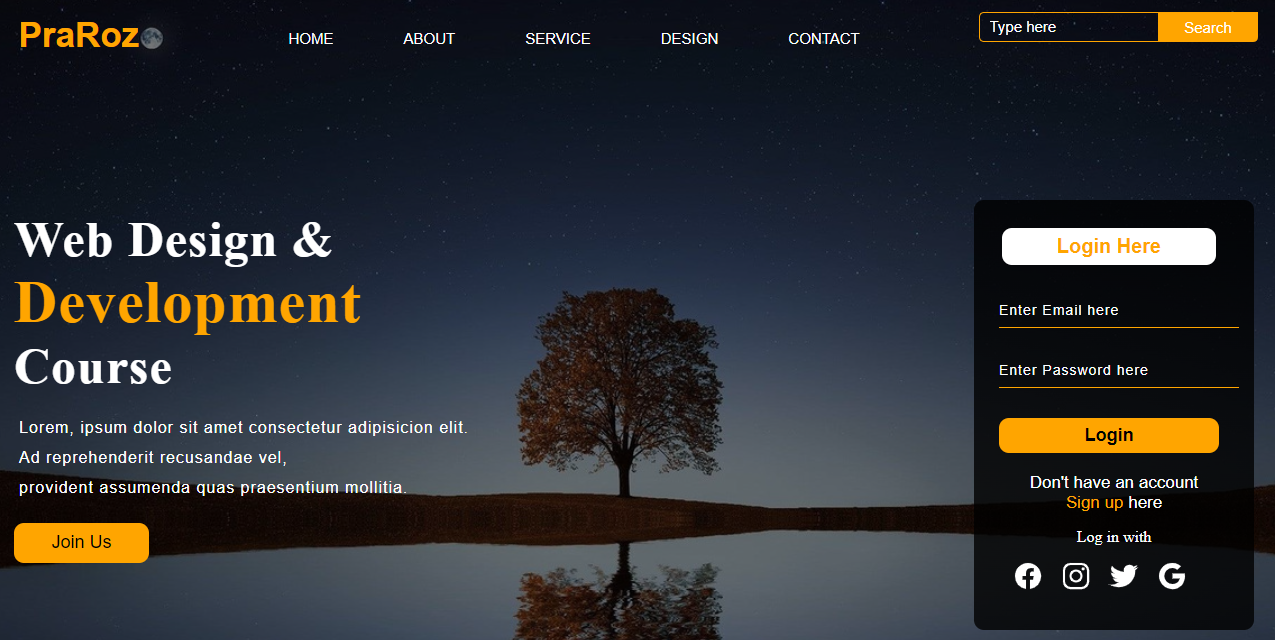 PraRoz
HOME
ABOUT
SERVICE
DESIGN
CONTACT
Type here
Search
Web Design &
Development
Course
Lorem, ipsum dolor sit amet consectetur adipisicion elit.
Ad reprehenderit recusandae vel,
provident assumenda quas praesentium mollitia.
Join Us
Login Here
Enter Email here
Enter Password here
Login
Don't have an account
Sign up here
Log in with